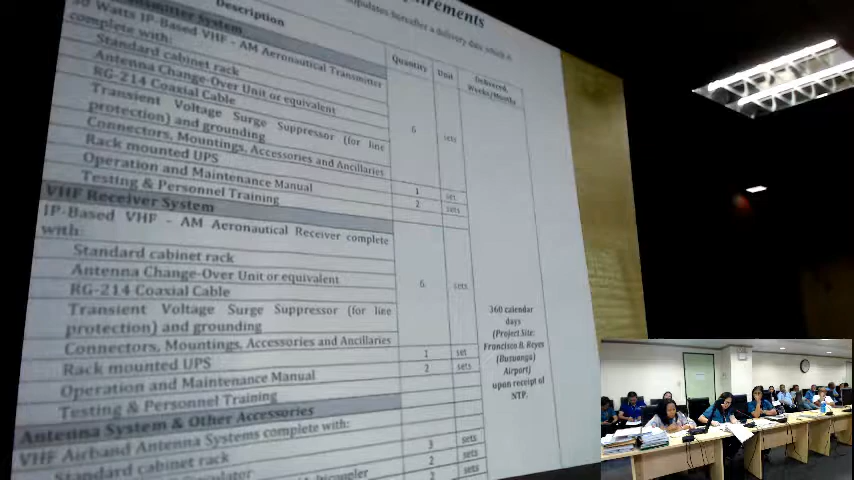 quirements
hereafter a delivery date which is
Description
Quantity
Unit
Delivered,
Weeks/Months
Transmitter System
50 Watts IP-Based VHF - AM Aeronautical Transmitter
complete with:
Standard cabinet rack
Antenna Change-Over Unit or equivalent
RG-214 Coaxial Cable
Transient Voltage Surge Suppressor (for line
protection) and grounding
Connectors, Mountings, Accessories and Ancillaries
6
sets
Rack mounted UPS
1
set
Operation and Maintenance Manual
2
sets
Testing & Personnel Training
VHF Receiver System
IP-Based VHF - AM Aeronautical Receiver complete
with:
Standard cabinet rack
Antenna Change-Over Unit or equivalent
RG-214 Coaxial Cable
Transient Voltage Surge Suppressor (for line
protection) and grounding
Connectors, Mountings, Accessories and Ancillaries
6
sets
Rack mounted UPS
1
set
Operation and Maintenance Manual
2
sets
Testing & Personnel Training
360 calendar
days
(Project Site:
Francisco B. Reyes
(Busuanga)
Airport)
upon receipt of
NTP.
Antenna System & Other Accessories
VHF Airband Antenna Systems complete with:
3
sets
Standard cabinet rack
2
sets
sets